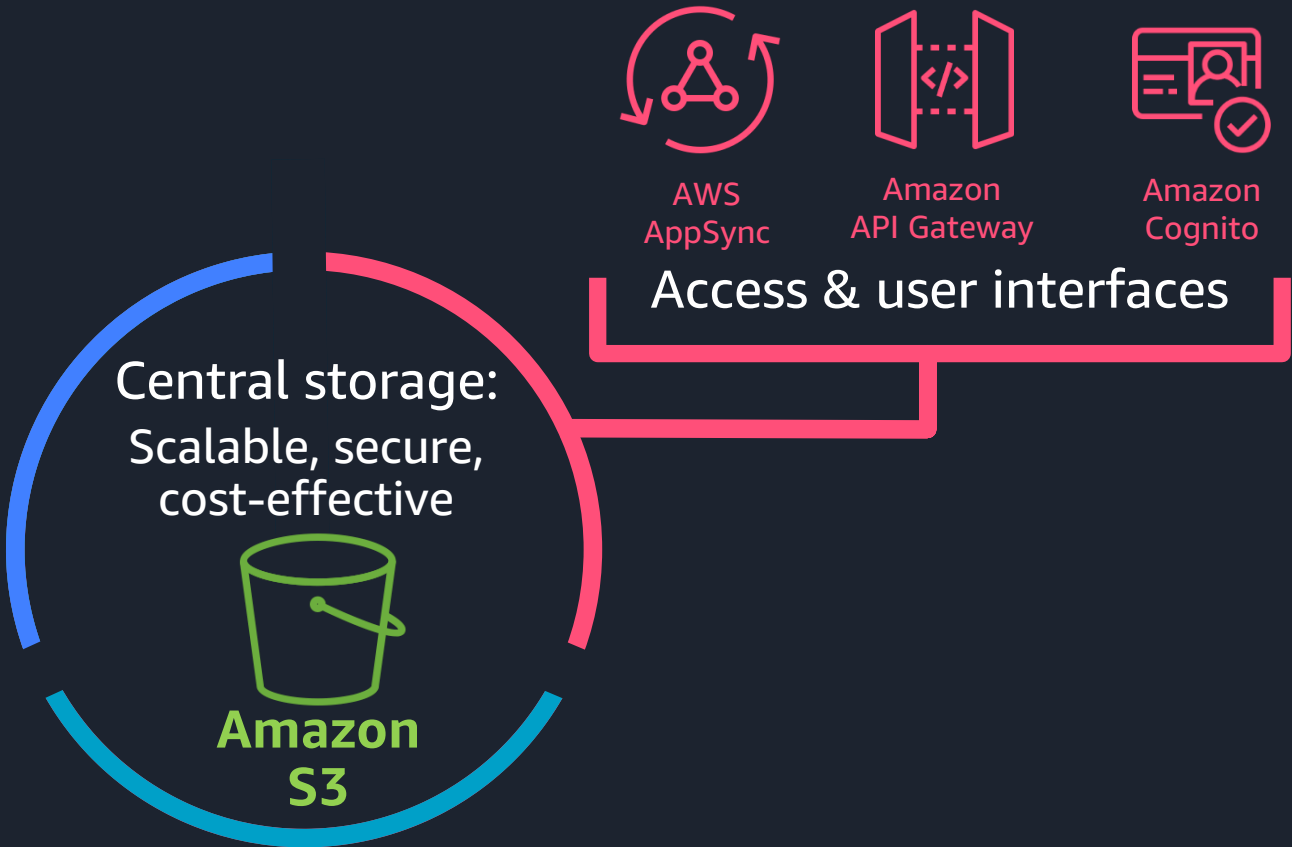 AWS
AppSync
Amazon
API Gateway
Amazon
Cognito
Access & user interfaces
Central storage:
Scalable, secure,
cost-effective
Amazon
S3